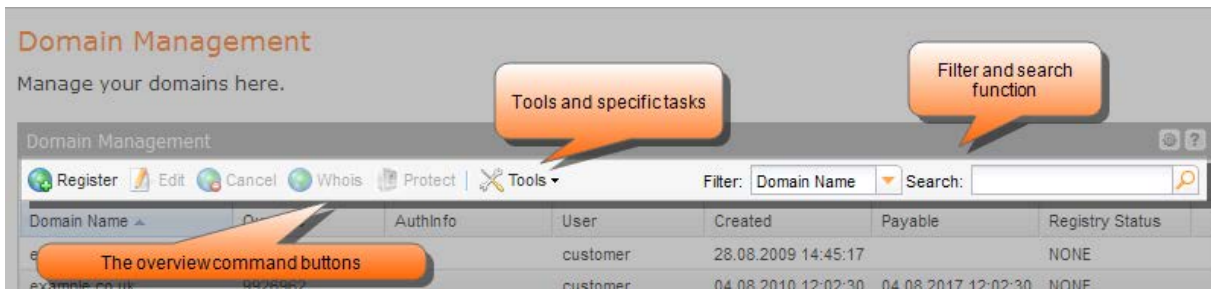 Domain Management
Manage your domains here.
Tools and specific tasks
Filter and search
function
Domain Management
?
Register Edit Cancel Whois Protect Tools Filter: Domain Name Search:
Domain Name AuthInfo User Created Payable Registry Status
The overview command buttons
customer 28.08.2009 14:45:17 NONE
example.co.uk 9926962 customer 04.08.2010 12:02:30 04.08.2017 12:02:30 NONE